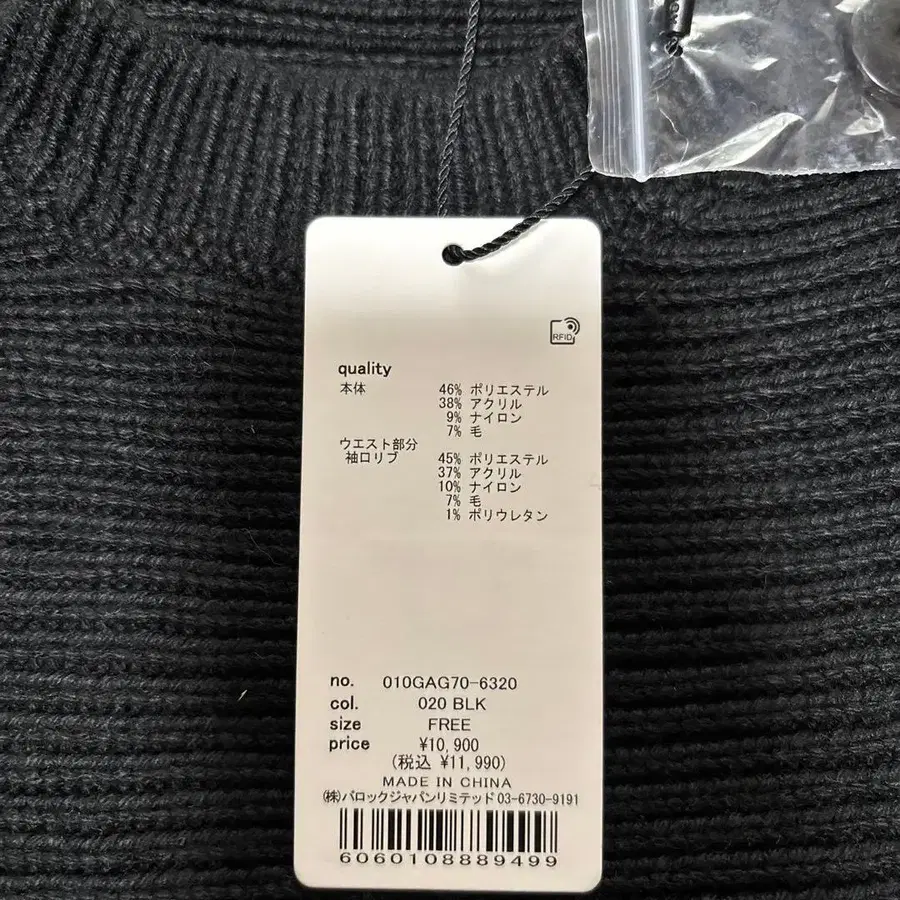 RFID
quality
本体 46% ポリエステル
38% アクリル
9% ナイロン
7% 毛
ウエスト部分
袖口リブ 45% ポリエステル
37% アクリル
10% ナイロン
7% 毛
1% ポリウレタン
no. 010GAG70-6320
col. 020 BLK
size FREE
price ¥10,900
(税込 ¥11,990)
MADE IN CHINA
(株)バロックジャパンリミテッド 03-6730-9191
6060108889499